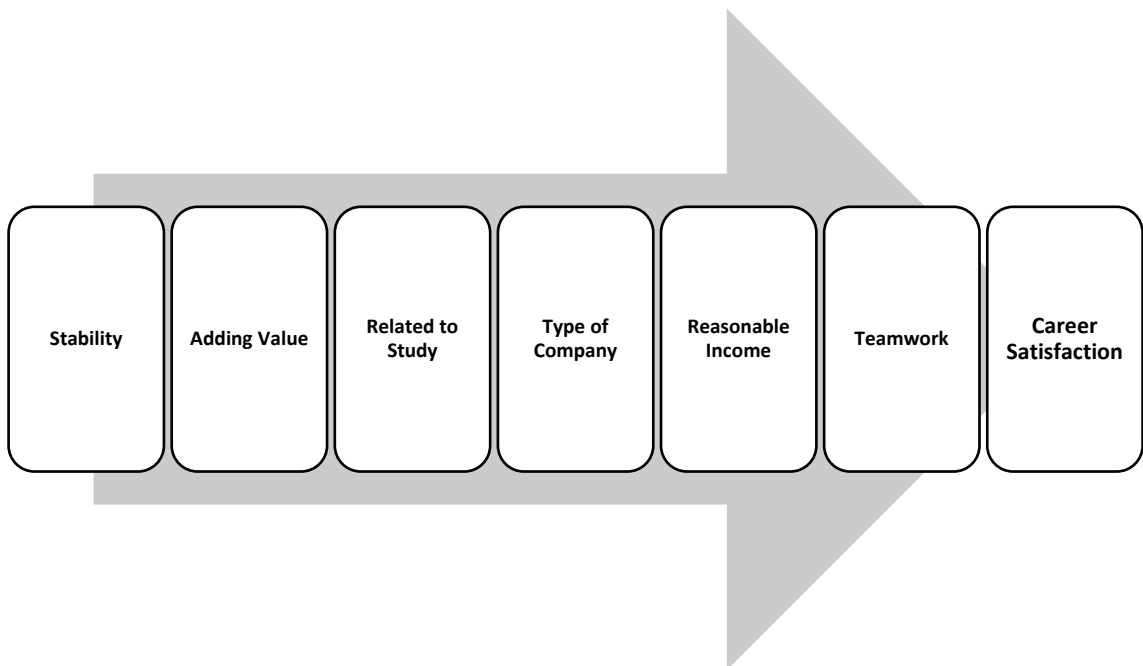 Stability
Adding Value
Related to
Study
Type of
Company
Reasonable
Income
Teamwork
Career
Satisfaction